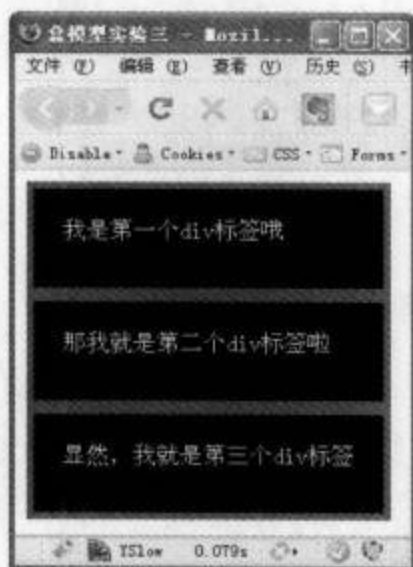 盒模型实验三 - Mozil...
文件 (F) 编辑 (E) 查看 (V) 历史 (S) 书
Disable Cookies CSS Forms
我是第一个div标签哦
那我就是第二个div标签啦
显然，我就是第三个div标签
YSlow 0.079s